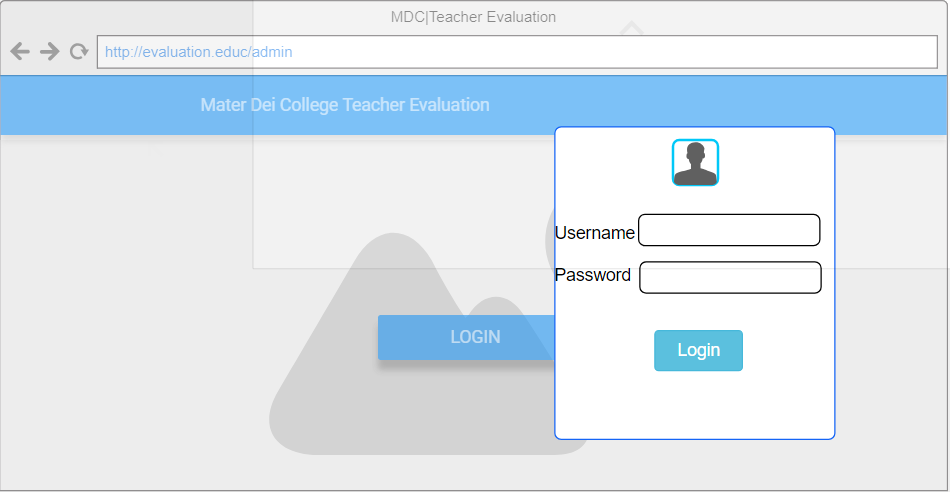 MDC|Teacher Evaluation
http://evaluation.educ/admin
Mater Dei College Teacher Evaluation
Username
Password
LOGIN
Login